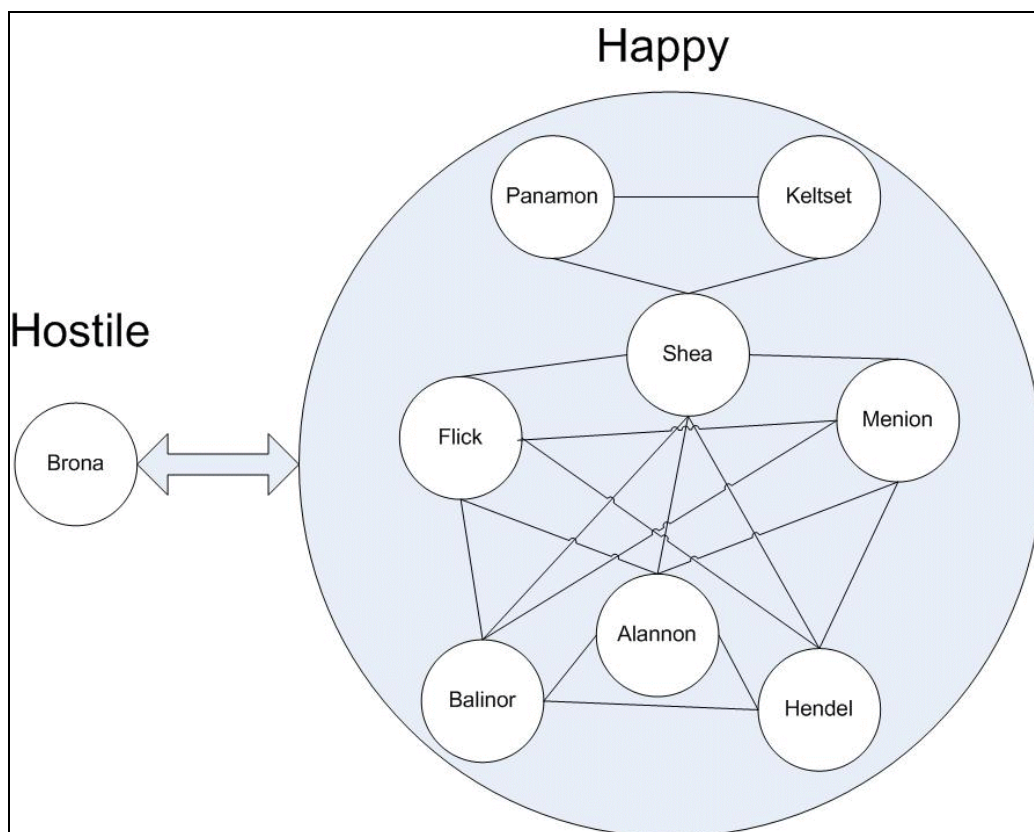 Happy
Panamon
Keltset
Hostile
Shea
Menion
Flick
Brona
Alannon
Balinor
Hendel